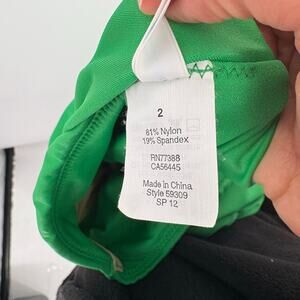 2
81% Nylon
19% Spandex
RN77388
CA56445
Made in China
Style 59309
SP 12